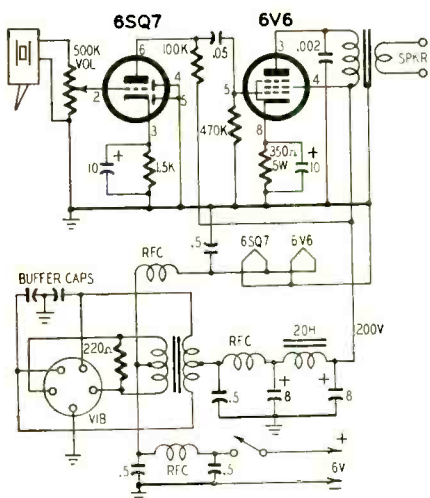 6SQ7
6V6
500K
VOL
6
100K
.05
3
.002
SPKR
2
4
5
5
4
3
470K
8
10
+
1.5K
350Ω
5W
+
10
.5
RFC
6SQ7
6V6
BUFFER CAPS
220Ω
VIB
RFC
20H
200V
.5
+
8
+
8
.5
RFC
.5
+
6V
−